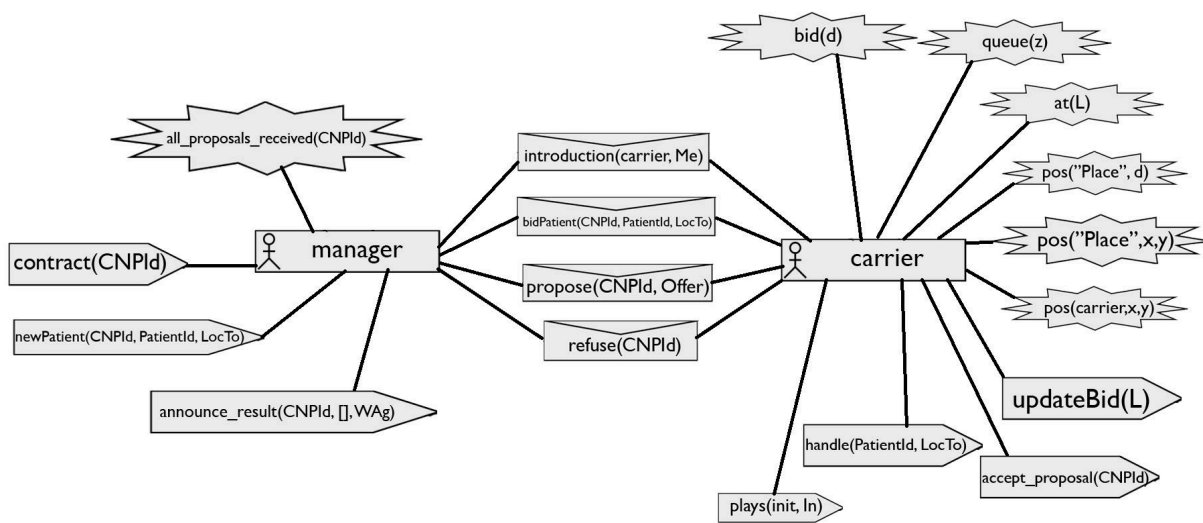 bid(d)
queue(z)
at(L)
all_proposals_received(CNPId)
introduction(carrier, Me)
pos("Place", d)
bidPatient(CNPId, PatientId, LocTo)
manager
carrier
pos("Place",x,y)
contract(CNPId)
propose(CNPId, Offer)
pos(carrier,x,y)
newPatient(CNPId, PatientId, LocTo)
refuse(CNPId)
announce_result(CNPId, [],WAg)
updateBid(L)
handle(PatientId, LocTo)
accept_proposal(CNPId)
plays(init, In)